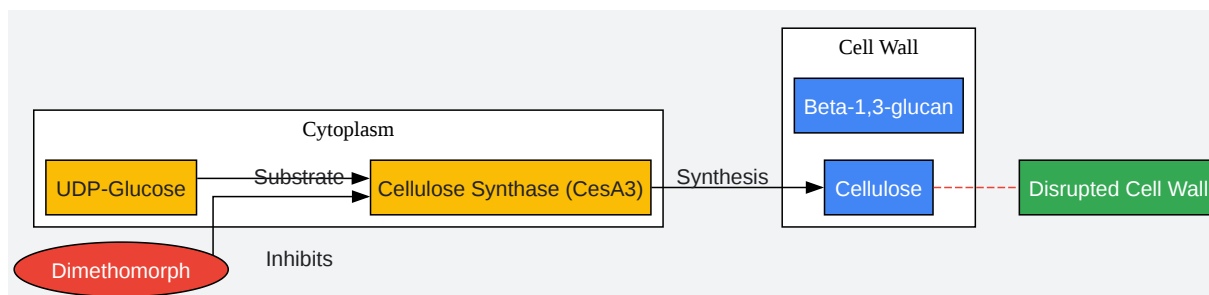 Cell Wall
Beta-1,3-glucan
Cytoplasm
UDP-Glucose
Substrate
Cellulose Synthase (CesA3)
Synthesis
Cellulose
Disrupted Cell Wall
Inhibits
Dimethomorph